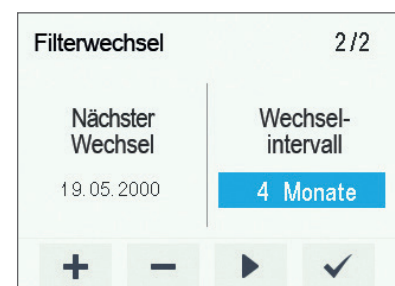 Filterwechsel 2/2
Nächster
Wechsel
19.05.2000
Wechsel-
intervall
4 Monate